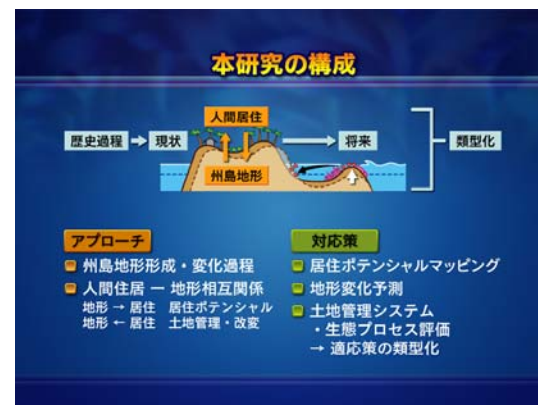 本研究の構成
人間居住
歴史過程 現状 将来 類型化
州島地形
アプローチ
州島地形形成・変化過程
人間住居 ー 地形相互関係
地形 → 居住 居住ポテンシャル
地形 ← 居住 土地管理・改変
対応策
居住ポテンシャルマッピング
地形変化予測
土地管理システム
・生態プロセス評価
→ 適応策の類型化